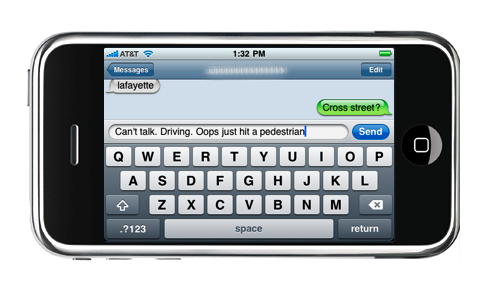 AT&T 1:32 PM
Messages Edit
lafayette
Cross street?
Can't talk. Driving. Oops just hit a pedestrian Send
Q W E R T Y U I O P
A S D F G H J K L
Z X C V B N M
.?123 space return